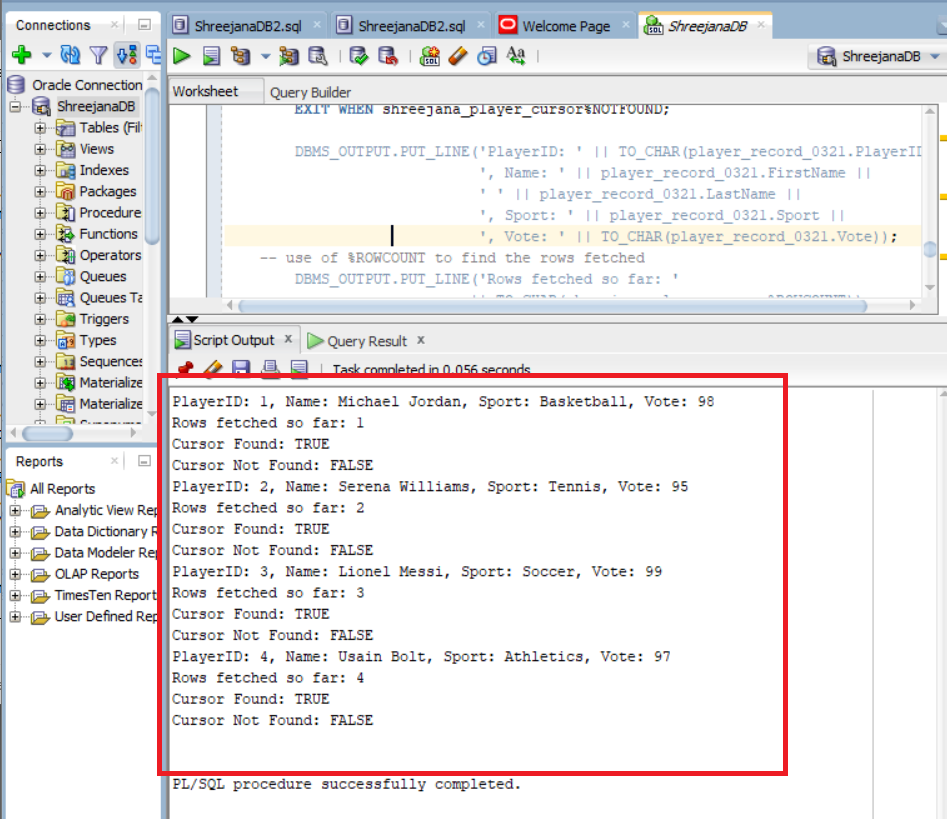 Connections
ShreejanaDB2.sql
ShreejanaDB2.sql
Welcome Page
ShreejanaDB
ShreejanaDB
Oracle Connection
ShreejanaDB
Tables (Fil
Views
Indexes
Packages
Procedure
Functions
Operators
Queues
Queues Ta
Triggers
Types
Sequences
Materialize
Materialize
Worksheet
Query Builder
EXIT WHEN shreejana_player_cursor%NOTFOUND;
DBMS_OUTPUT.PUT_LINE('PlayerID: ' || TO_CHAR(player_record_0321.PlayerID
', Name: ' || player_record_0321.FirstName ||
' ' || player_record_0321.LastName ||
', Sport: ' || player_record_0321.Sport ||
', Vote: ' || TO_CHAR(player_record_0321.Vote));
-- use of %ROWCOUNT to find the rows fetched
DBMS_OUTPUT.PUT_LINE('Rows fetched so far: '
Script Output
Query Result
Task completed in 0.056 seconds
PlayerID: 1, Name: Michael Jordan, Sport: Basketball, Vote: 98
Rows fetched so far: 1
Cursor Found: TRUE
Cursor Not Found: FALSE
PlayerID: 2, Name: Serena Williams, Sport: Tennis, Vote: 95
Rows fetched so far: 2
Cursor Found: TRUE
Cursor Not Found: FALSE
PlayerID: 3, Name: Lionel Messi, Sport: Soccer, Vote: 99
Rows fetched so far: 3
Cursor Found: TRUE
Cursor Not Found: FALSE
PlayerID: 4, Name: Usain Bolt, Sport: Athletics, Vote: 97
Rows fetched so far: 4
Cursor Found: TRUE
Cursor Not Found: FALSE
PL/SQL procedure successfully completed.
Reports
All Reports
Analytic View Rep
Data Dictionary R
Data Modeler Rep
OLAP Reports
TimesTen Report
User Defined Rep